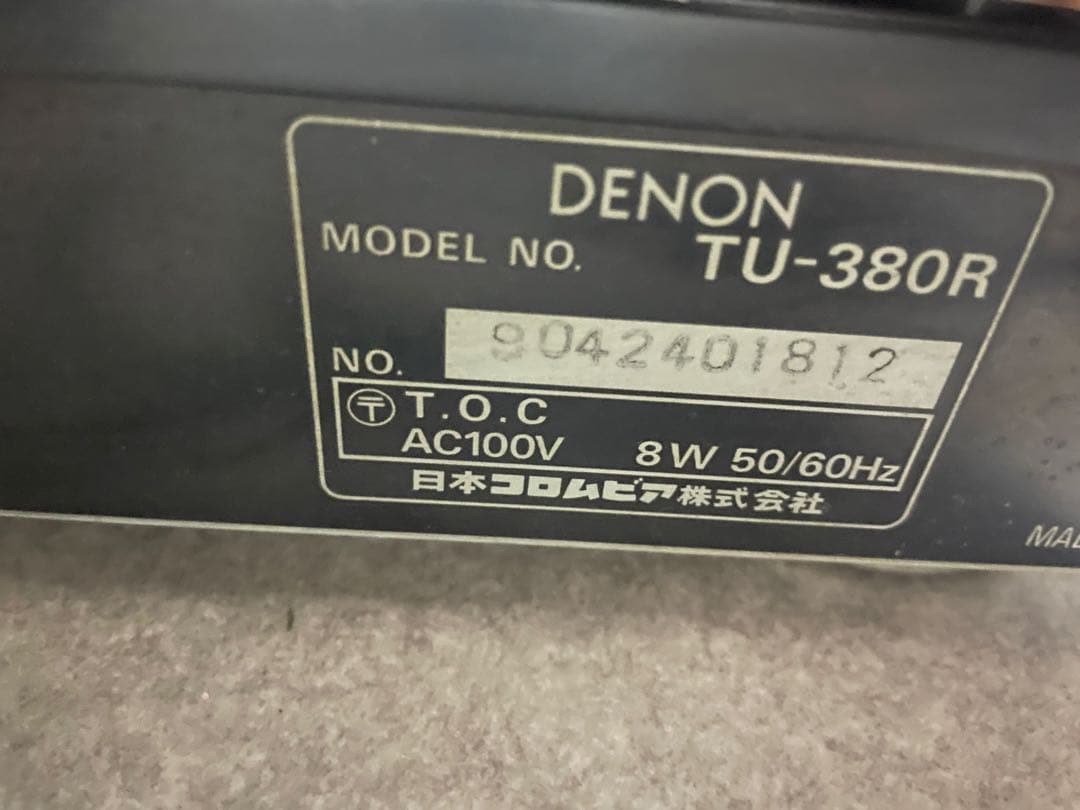 DENON
MODEL NO. TU-380R
NO. 9042401812
〒 T.O.C
AC100V 8W 50/60Hz
日本コロムビア株式会社